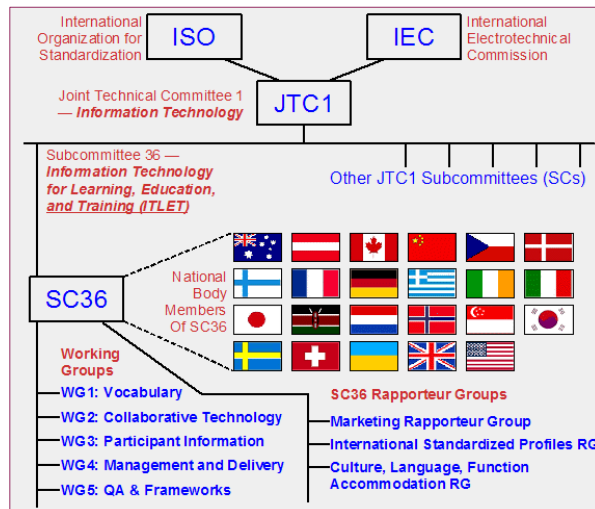 International
Organization for
Standardization
ISO
IEC
International
Electrotechnical
Commission
Joint Technical Committee 1
— Information Technology
JTC1
Subcommittee 36 —
Information Technology
for Learning, Education,
and Training (ITLET)
Other JTC1 Subcommittees (SCs)
SC36
National
Body
Members
Of SC36
Working
Groups
WG1: Vocabulary
WG2: Collaborative Technology
WG3: Participant Information
WG4: Management and Delivery
WG5: QA & Frameworks
SC36 Rapporteur Groups
Marketing Rapporteur Group
International Standardized Profiles RG
Culture, Language, Function
Accommodation RG